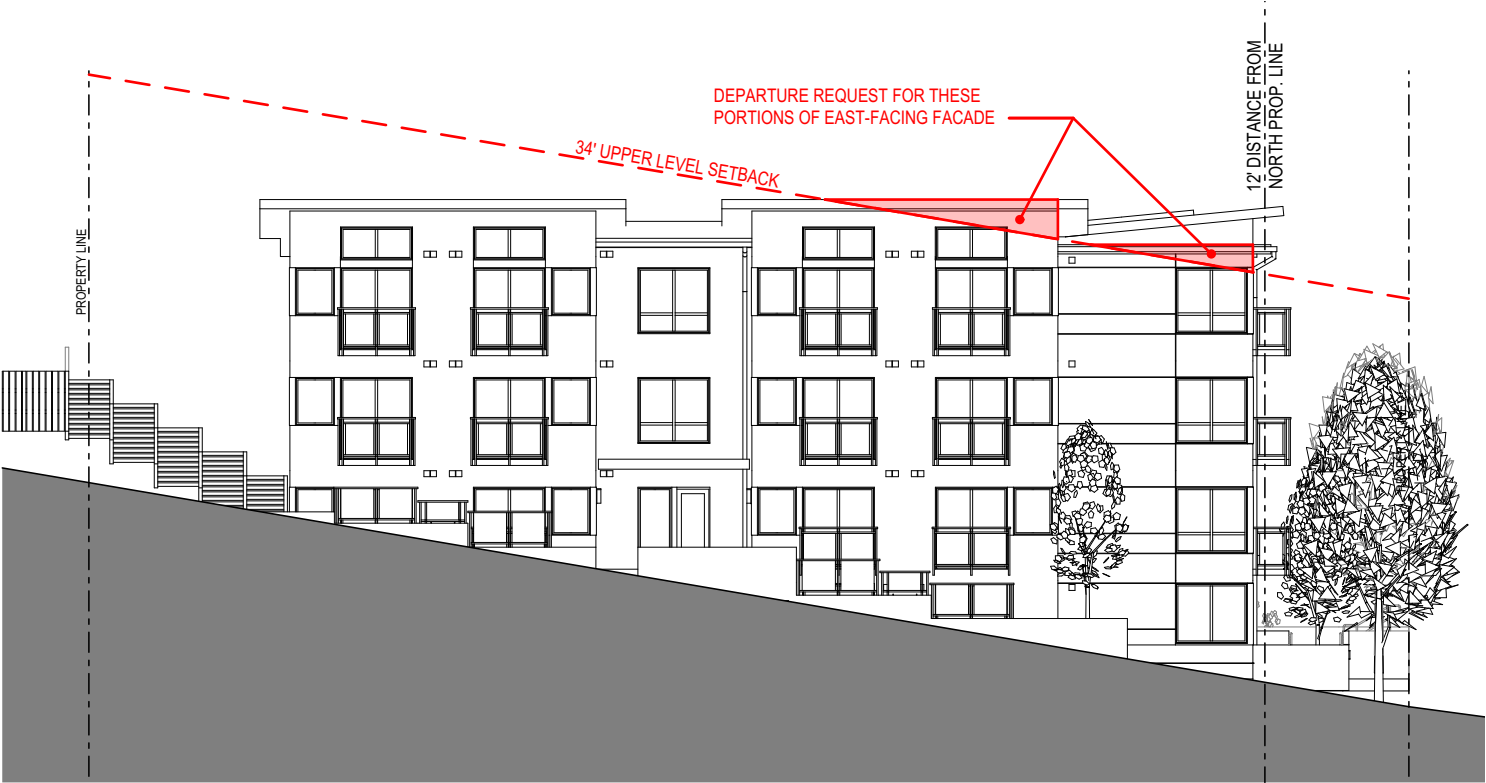 DEPARTURE REQUEST FOR THESE
PORTIONS OF EAST-FACING FACADE
34' UPPER LEVEL SETBACK
12' DISTANCE FROM
NORTH PROP. LINE
PROPERTY LINE